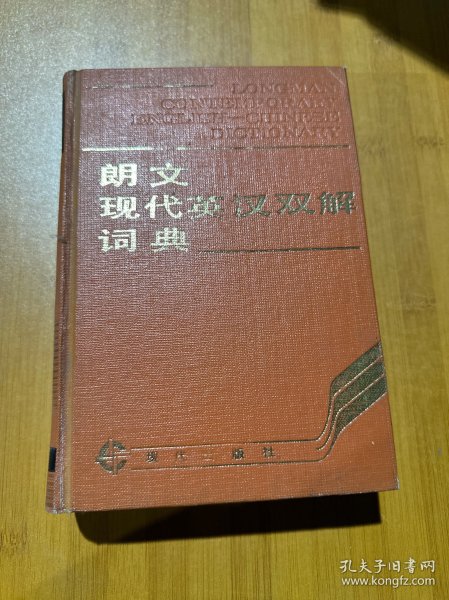 LONGMAN
CONTEMPORARY
ENGLISH-CHINESE
DICTIONARY
朗文
现代英汉双解
词典
现代出版社
孔夫子旧书网
www.kongfz.com